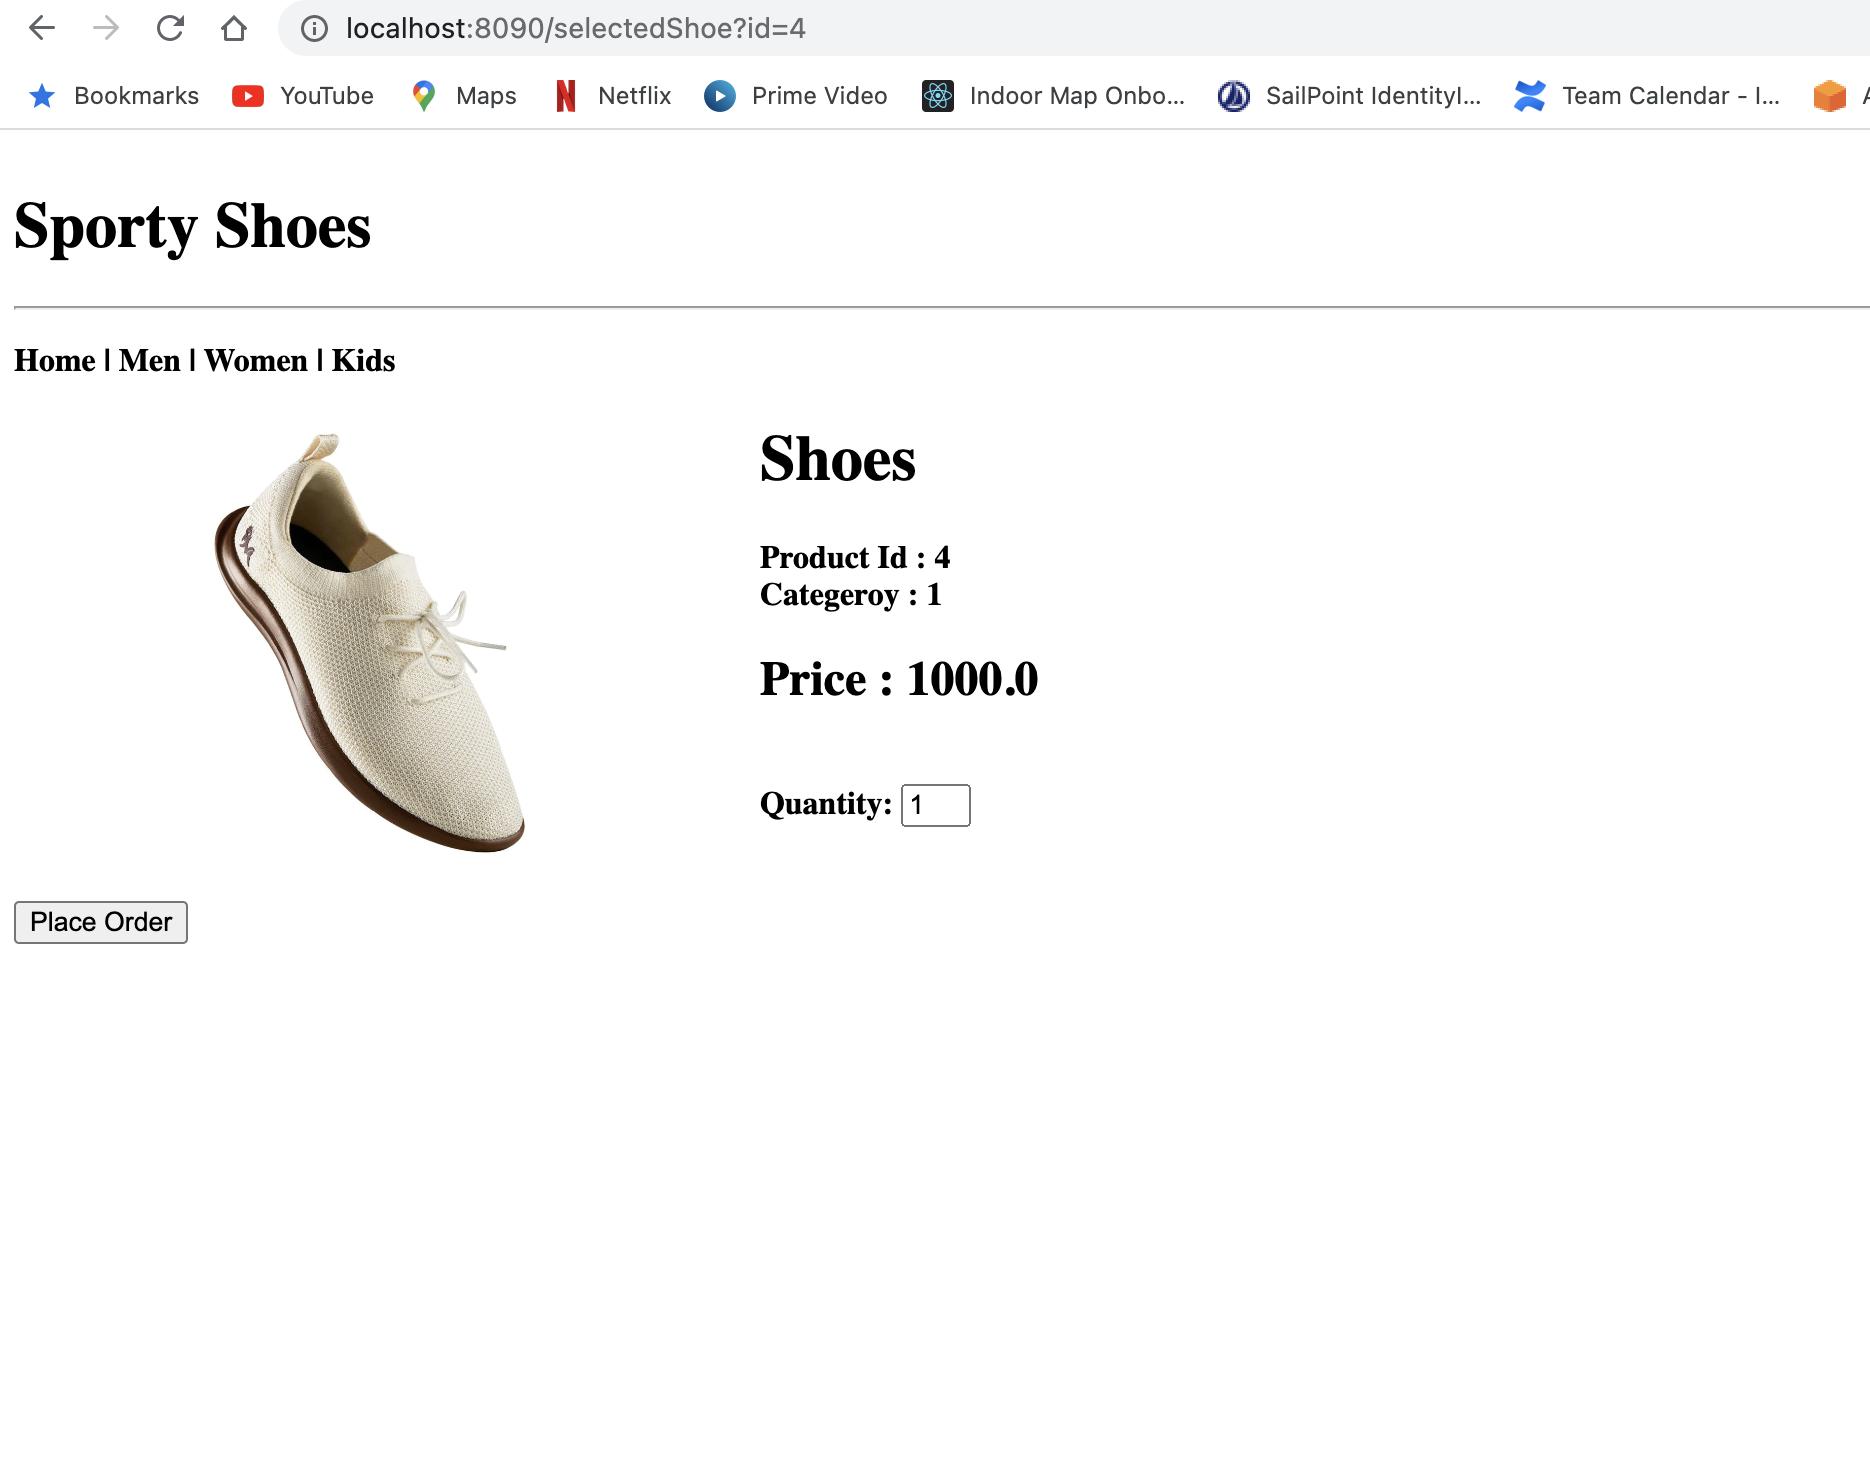 localhost:8090/selectedShoe?id=4
Bookmarks YouTube Maps Netflix Prime Video Indoor Map Onbo... SailPoint IdentityI... Team Calendar - I...
Sporty Shoes
Home | Men | Women | Kids
Shoes
Product Id : 4
Categeroy : 1
Price : 1000.0
Quantity: 1
Place Order